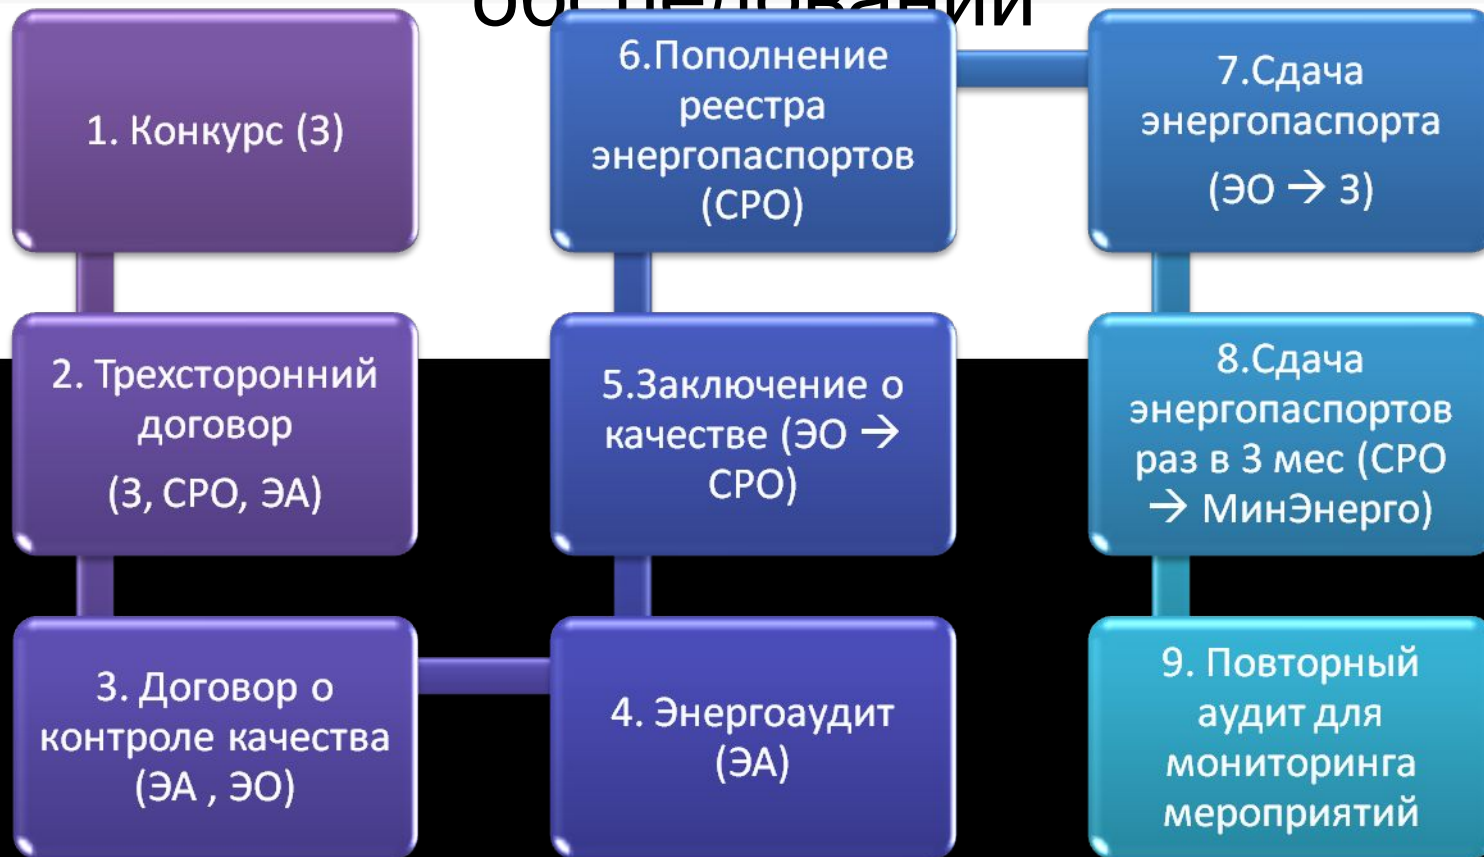 обследований
1. Конкурс (З)
2. Трехсторонний
договор
(З, СРО, ЭА)
3. Договор о
контроле качества
(ЭА , ЭО)
4. Энергоаудит
(ЭА)
5.Заключение о
качестве (ЭО →
СРО)
6.Пополнение
реестра
энергопаспортов
(СРО)
7.Сдача
энергопаспорта
(ЭО → З)
8.Сдача
энергопаспортов
раз в 3 мес (СРО
→ МинЭнерго)
9. Повторный
аудит для
мониторинга
мероприятий